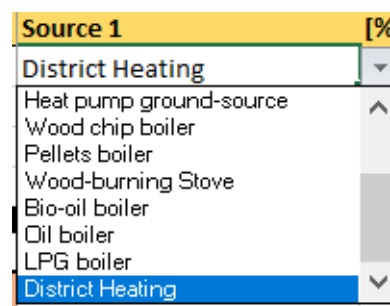 Source 1 [%
District Heating
Heat pump ground-source
Wood chip boiler
Pellets boiler
Wood-burning Stove
Bio-oil boiler
Oil boiler
LPG boiler
District Heating